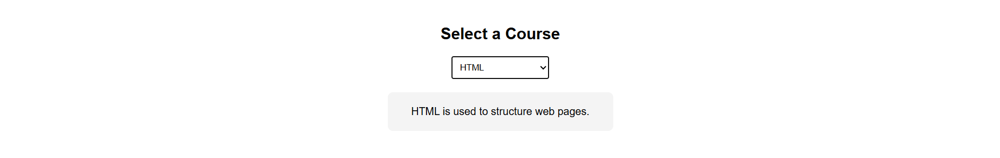 Select a Course
HTML
HTML is used to structure web pages.